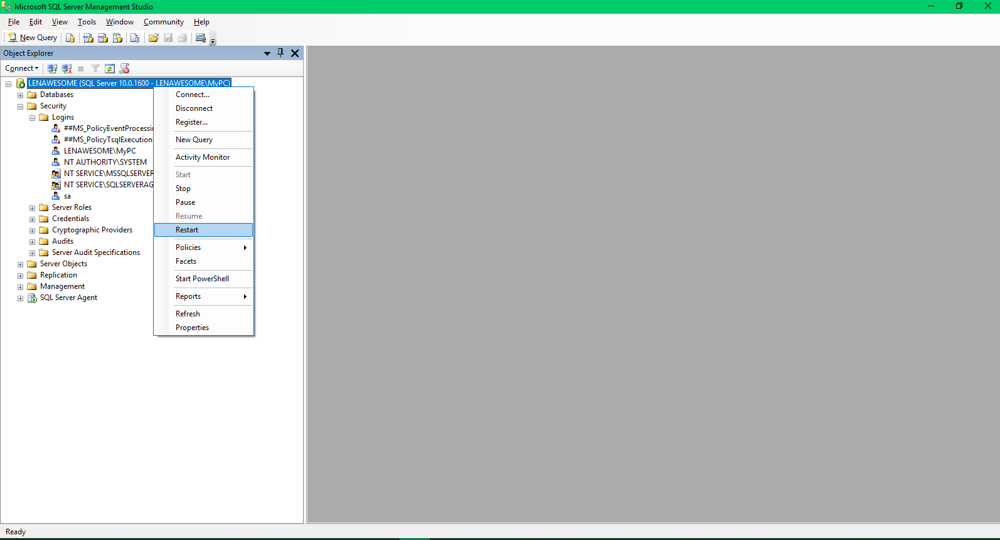 Microsoft SQL Server Management Studio
File Edit View Tools Window Community Help
New Query
Object Explorer
Connect
LENAWESOME (SQL Server 10.0.1600 - LENAWESOME\MyPC)
Databases
Security
Logins
##MS_PolicyEventProcessin
##MS_PolicyTsqlExecution
LENAWESOME\MyPC
NT AUTHORITY\SYSTEM
NT SERVICE\MSSQLSERVER
NT SERVICE\SQLSERVERAG
sa
Server Roles
Credentials
Cryptographic Providers
Audits
Server Audit Specifications
Server Objects
Replication
Management
SQL Server Agent
Connect...
Disconnect
Register...
New Query
Activity Monitor
Start
Stop
Pause
Resume
Restart
Policies
Facets
Start PowerShell
Reports
Refresh
Properties
Ready